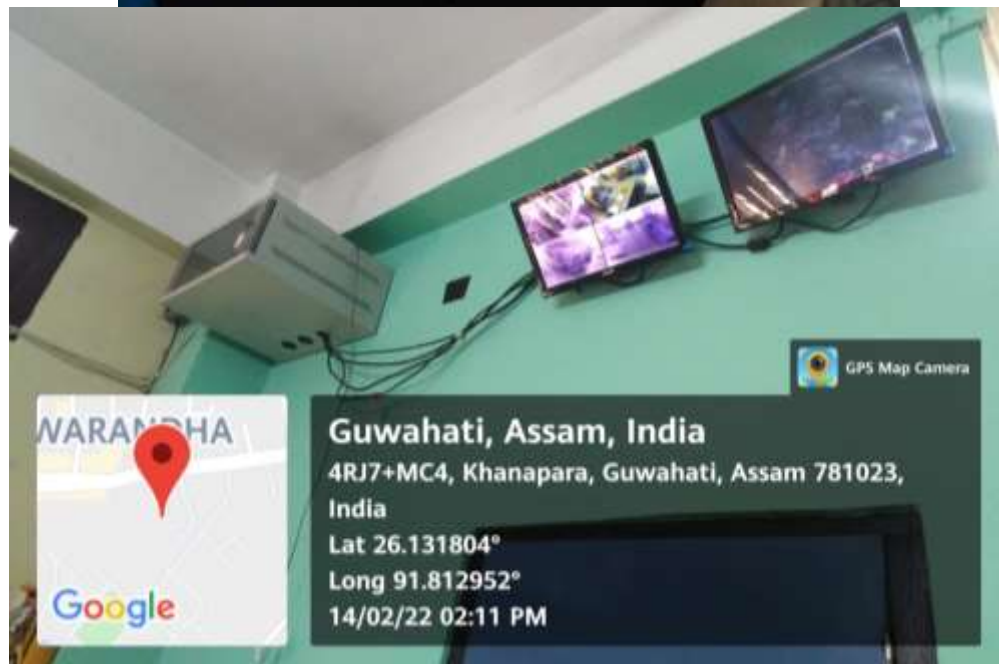 GPS Map Camera
WARANDHA
Google
Guwahati, Assam, India
4RJ7+MC4, Khanapara, Guwahati, Assam 781023,
India
Lat 26.131804°
Long 91.812952°
14/02/22 02:11 PM